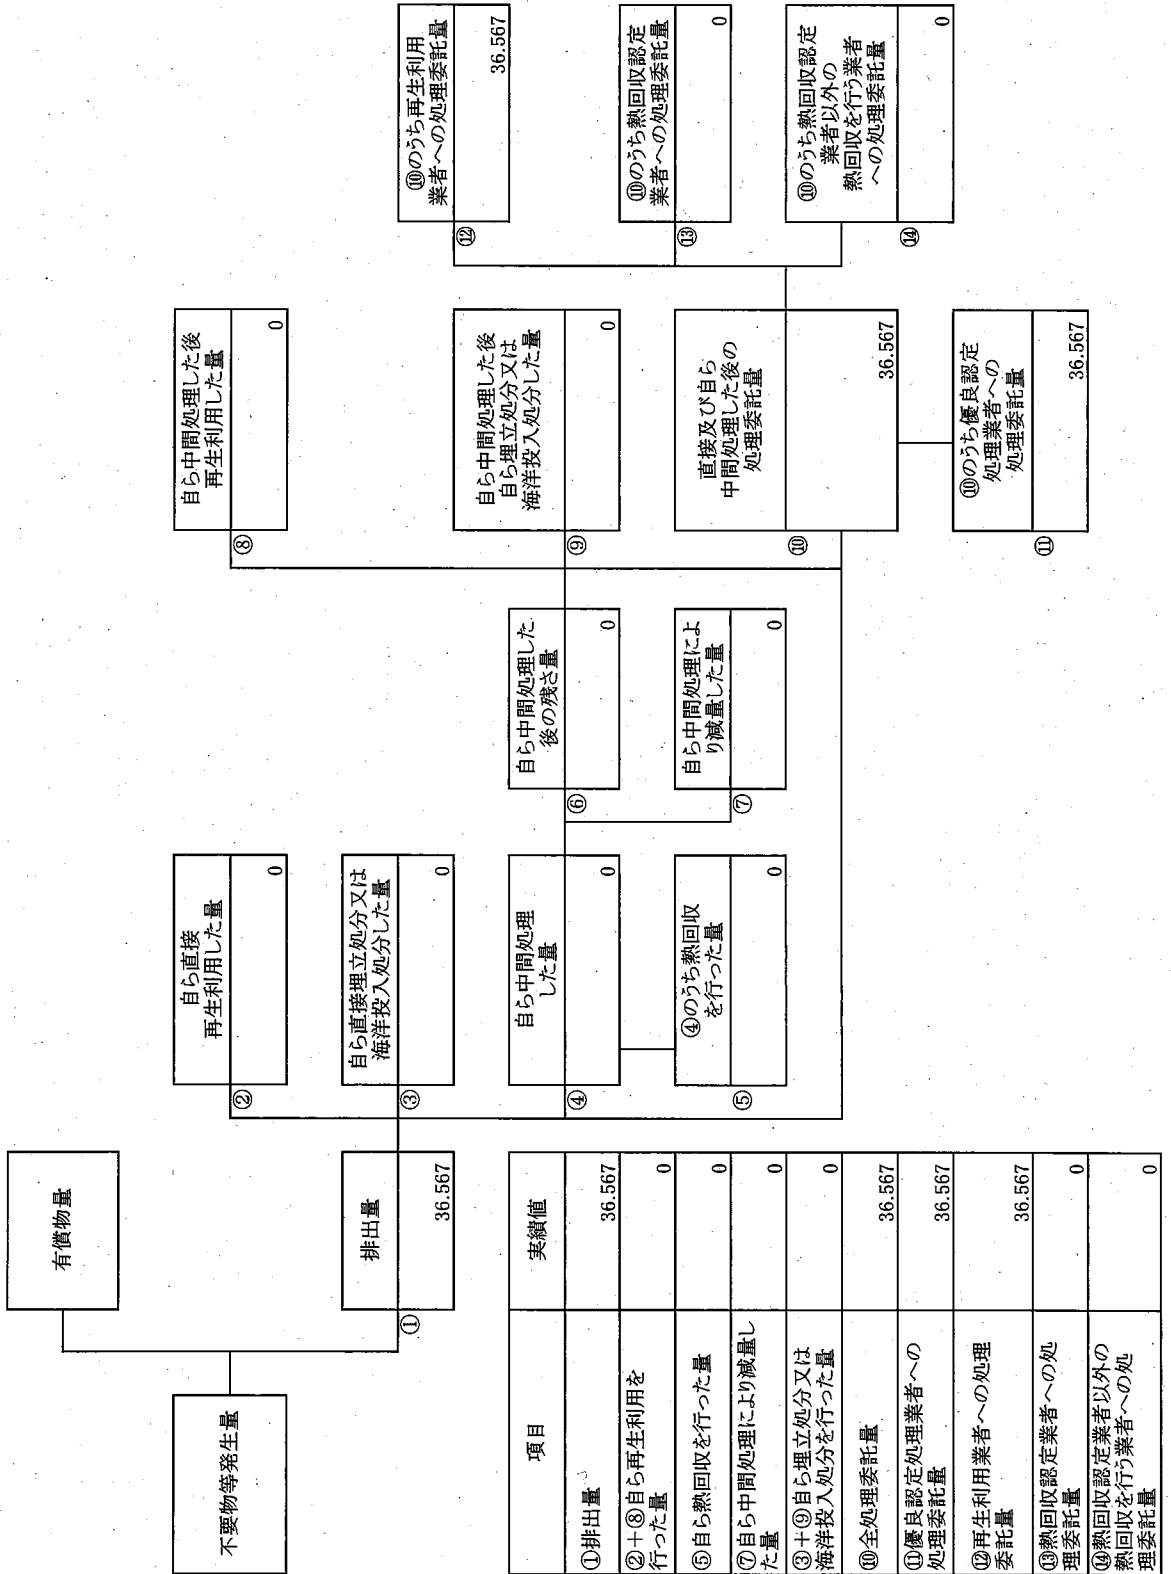 不要物等発生量
有償物量
排出量
①
36.567
自ら直接
再生利用した量
②
0
自ら直接埋立処分又は
海洋投入処分した量
③
0
自ら中間処理
した量
④
0
④のうち熱回収
を行った量
⑤
0
自ら中間処理した
後の残さ量
⑥
0
自ら中間処理によ
り減量した量
⑦
0
自ら中間処理した後
再生利用した量
⑧
0
自ら中間処理した後
自ら埋立処分又は
海洋投入処分した量
⑨
0
直接及び自ら
中間処理した後の
処理委託量
⑩
36.567
⑩のうち優良認定
処理業者への
処理委託量
⑪
36.567
⑩のうち再生利用
業者への処理委託量
⑫
36.567
⑩のうち熱回収認定
業者への処理委託量
⑬
0
⑩のうち熱回収認定
業者以外の
熱回収を行う業者
への処理委託量
⑭
0
項目 実績値
①排出量 36.567
②+⑧自ら再生利用を
行った量 0
⑤自ら熱回収を行った量 0
⑦自ら中間処理により減量し
た量 0
③+⑨自ら埋立処分又は
海洋投入処分を行った量 0
⑩全処理委託量 36.567
⑪優良認定処理業者への
処理委託量 36.567
⑫再生利用業者への処理
委託量 36.567
⑬熱回収認定業者への処
理委託量 0
⑭熱回収認定業者以外の
熱回収を行う業者への処
理委託量 0